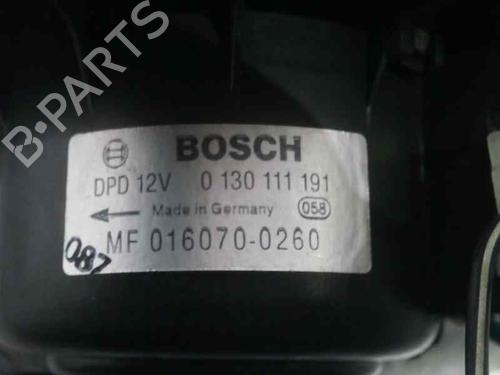 BOSCH
DPD 12V 0 130 111 191
Made in Germany 058
MF 016070-0260
087
B-PARTS